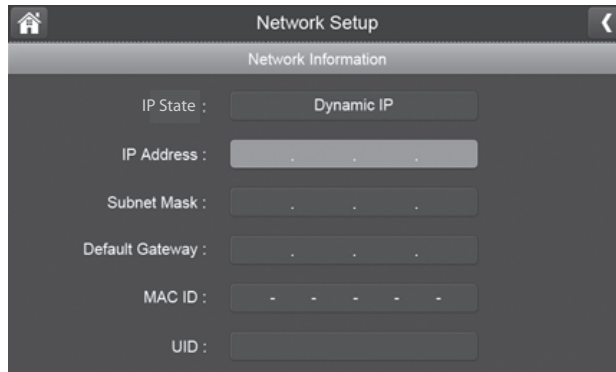 Network Setup
Network Information
IP State : Dynamic IP
IP Address : . . .
Subnet Mask : . . .
Default Gateway : . . .
MAC ID : - - - - -
UID :